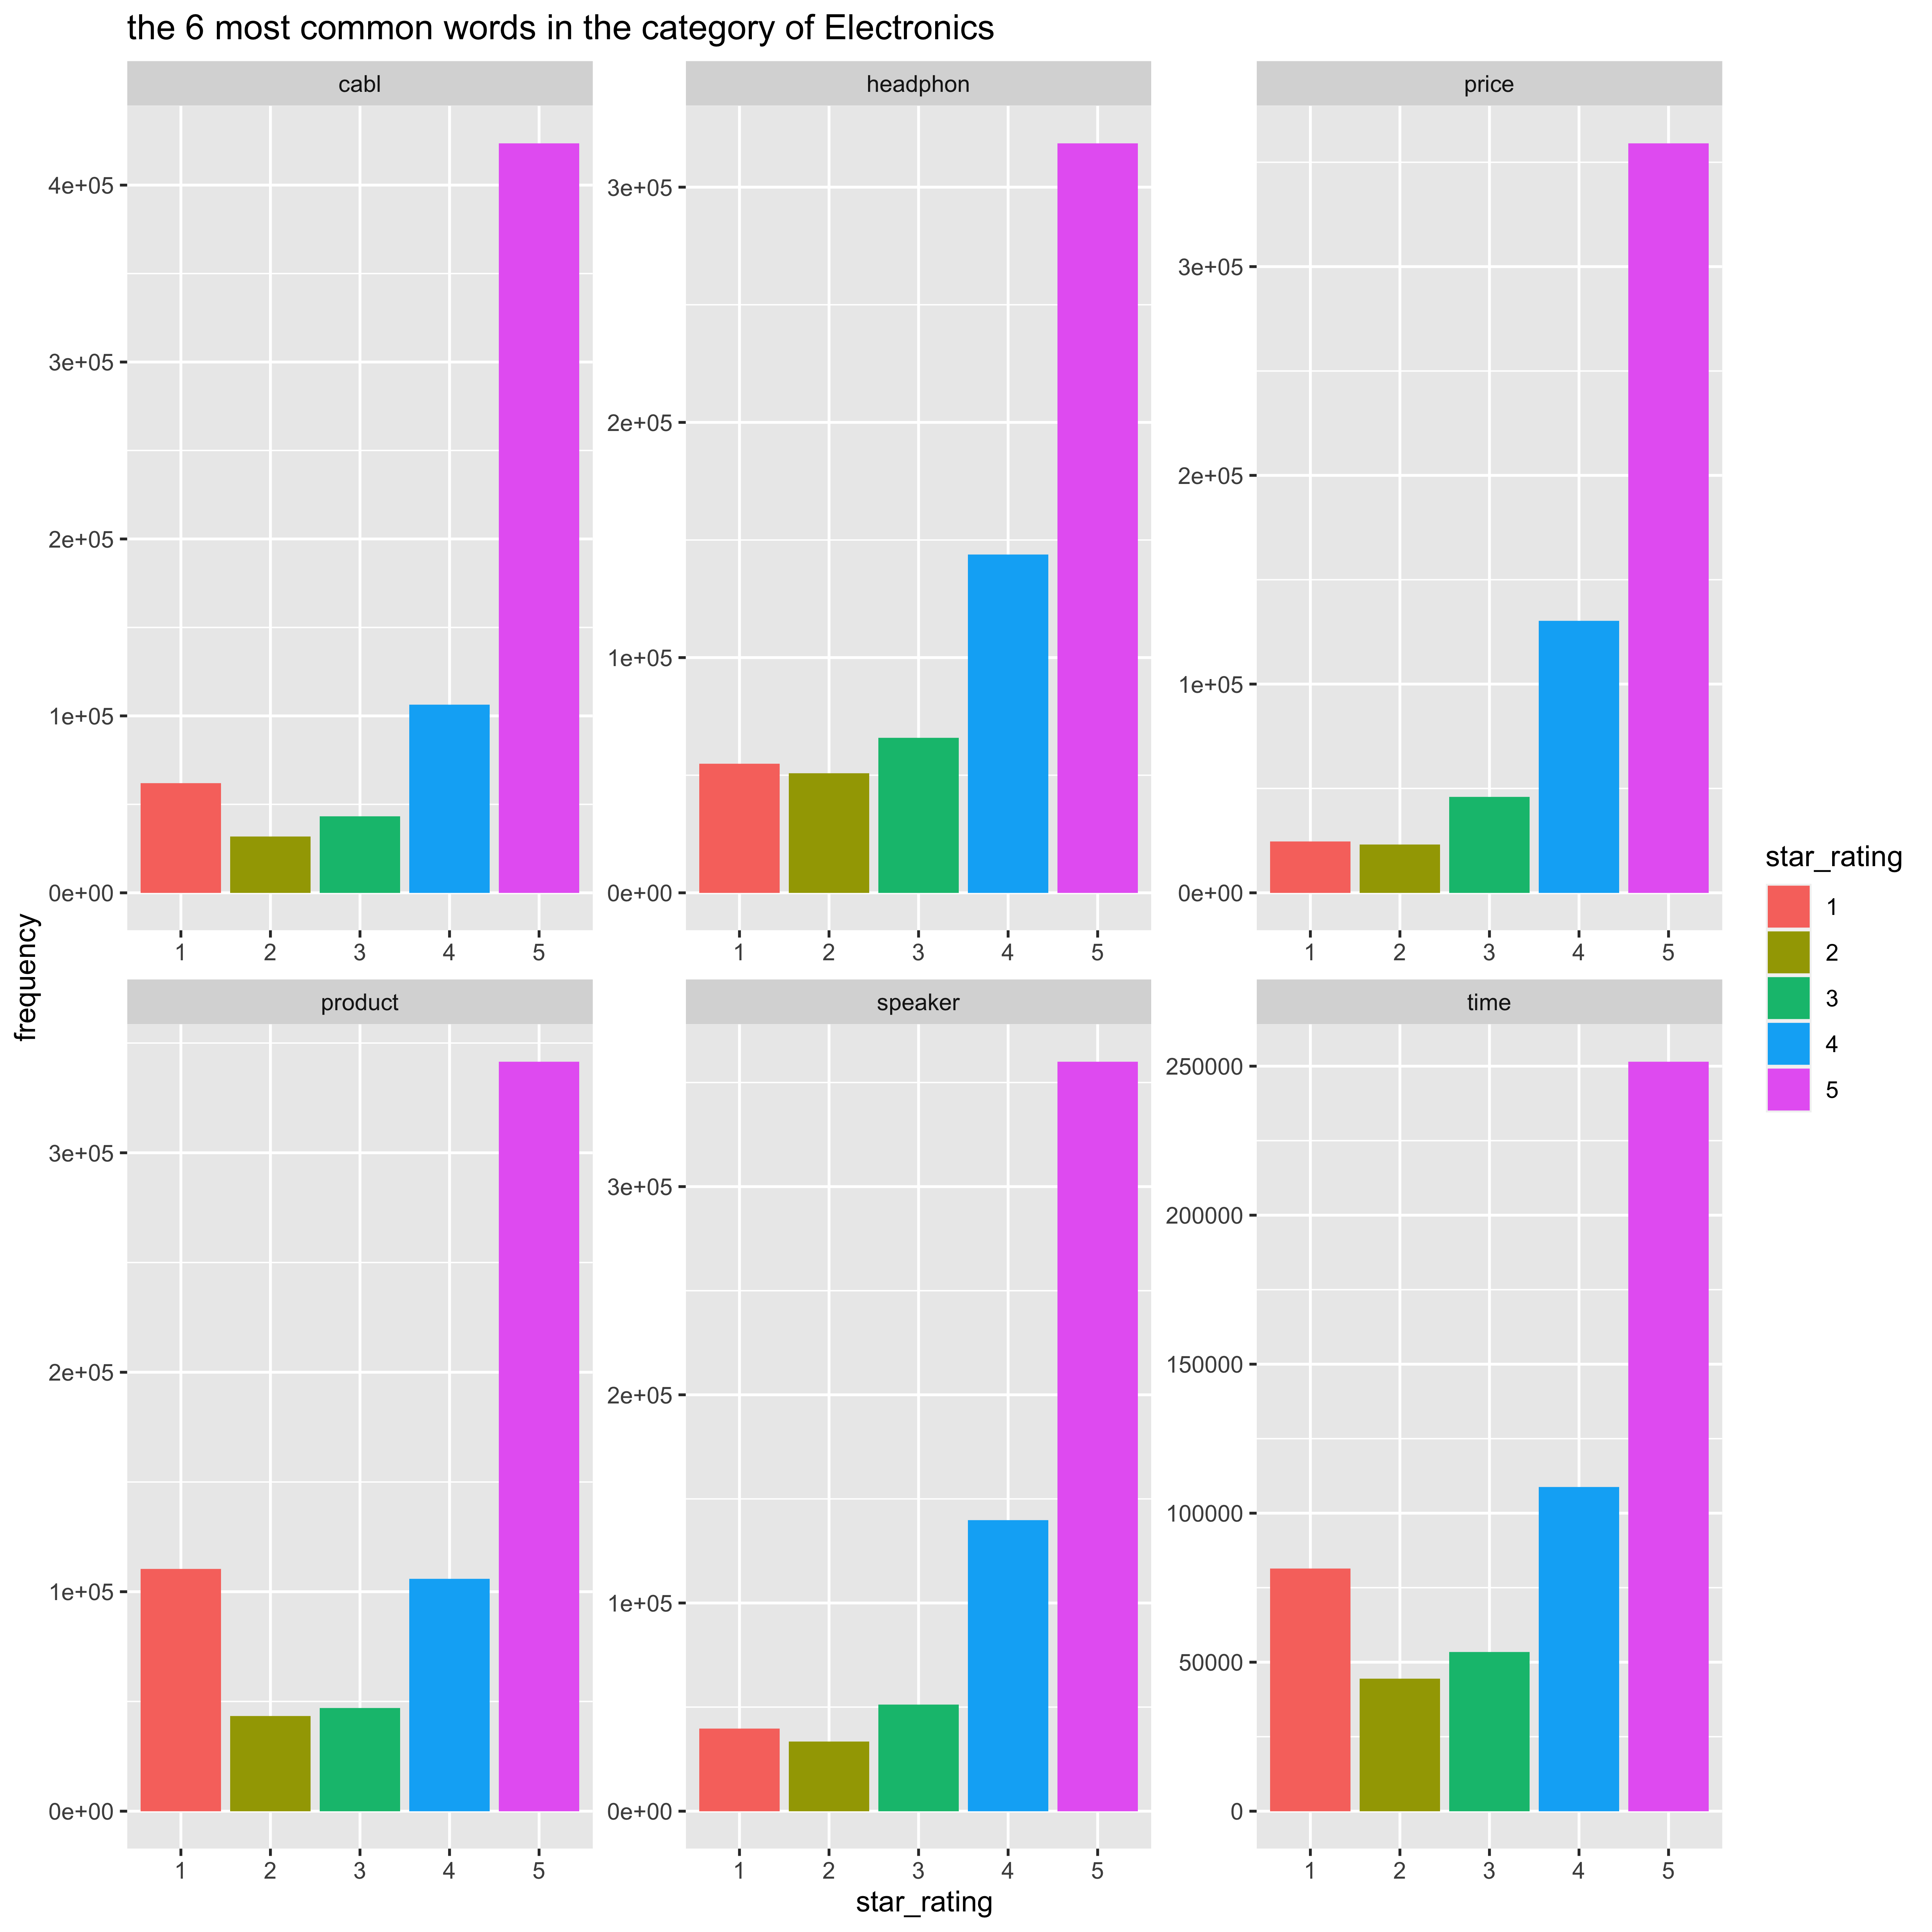 the 6 most common words in the category of Electronics
cabl
headphon
price
4e+05
3e+05
2e+05
1e+05
0e+00
3e+05
2e+05
1e+05
0e+00
3e+05
2e+05
1e+05
0e+00
1 2 3 4 5
1 2 3 4 5
1 2 3 4 5
product
speaker
time
3e+05
2e+05
1e+05
0e+00
3e+05
2e+05
1e+05
0e+00
250000
200000
150000
100000
50000
0
1 2 3 4 5
1 2 3 4 5
1 2 3 4 5
frequency
star_rating
star_rating
1
2
3
4
5